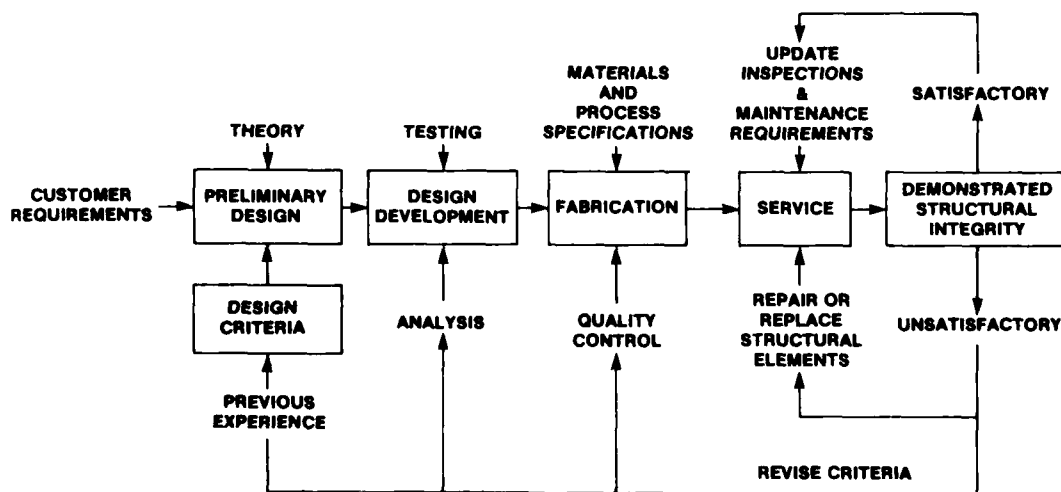 UPDATE
INSPECTIONS
&
MAINTENANCE
REQUIREMENTS
SATISFACTORY
MATERIALS
AND
PROCESS
SPECIFICATIONS
THEORY
TESTING
CUSTOMER
REQUIREMENTS
PRELIMINARY
DESIGN
DESIGN
DEVELOPMENT
FABRICATION
SERVICE
DEMONSTRATED
STRUCTURAL
INTEGRITY
DESIGN
CRITERIA
ANALYSIS
QUALITY
CONTROL
REPAIR OR
REPLACE
STRUCTURAL
ELEMENTS
UNSATISFACTORY
PREVIOUS
EXPERIENCE
REVISE CRITERIA